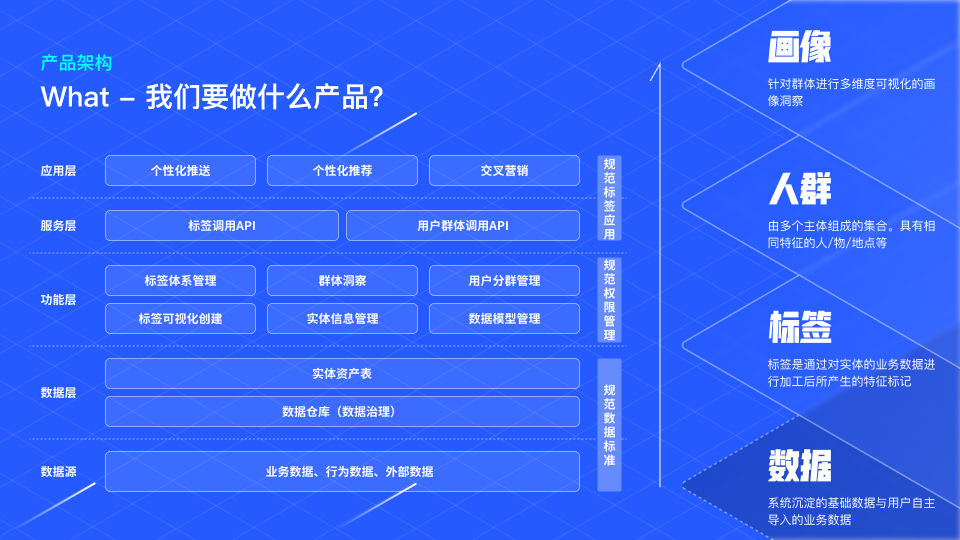 产品架构
What – 我们要做什么产品?
应用层
个性化推送
个性化推荐
交叉营销
服务层
标签调用API
用户群体调用API
规范标签应用
功能层
标签体系管理
群体洞察
用户分群管理
标签可视化创建
实体信息管理
数据模型管理
规范权限管理
数据层
实体资产表
数据仓库（数据治理）
数据源
业务数据、行为数据、外部数据
规范数据标准
画像
针对群体进行多维度可视化的画
像洞察
人群
由多个主体组成的集合。具有相
同特征的人/物/地点等
标签
标签是通过对实体的业务数据进
行加工后所产生的特征标记
数据
系统沉淀的基础数据与用户自主
导入的业务数据